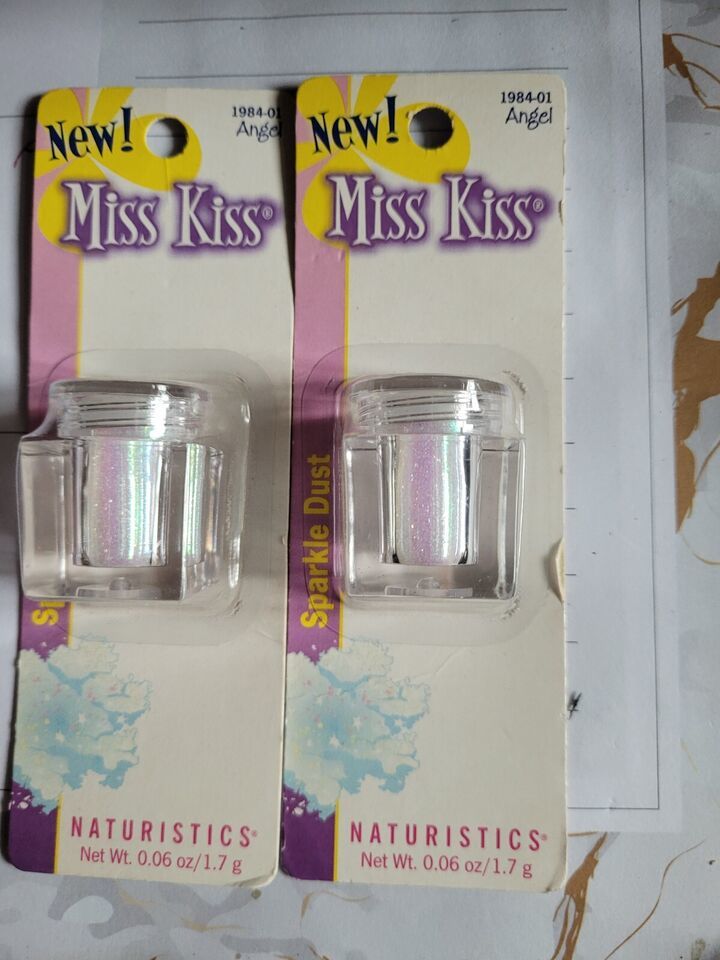 New!
1984-01
Angel
Miss Kiss®
NATURISTICS®
Net Wt. 0.06 oz/1.7 g
New!
1984-01
Angel
Miss Kiss®
Sparkle Dust
NATURISTICS®
Net Wt. 0.06 oz/1.7 g